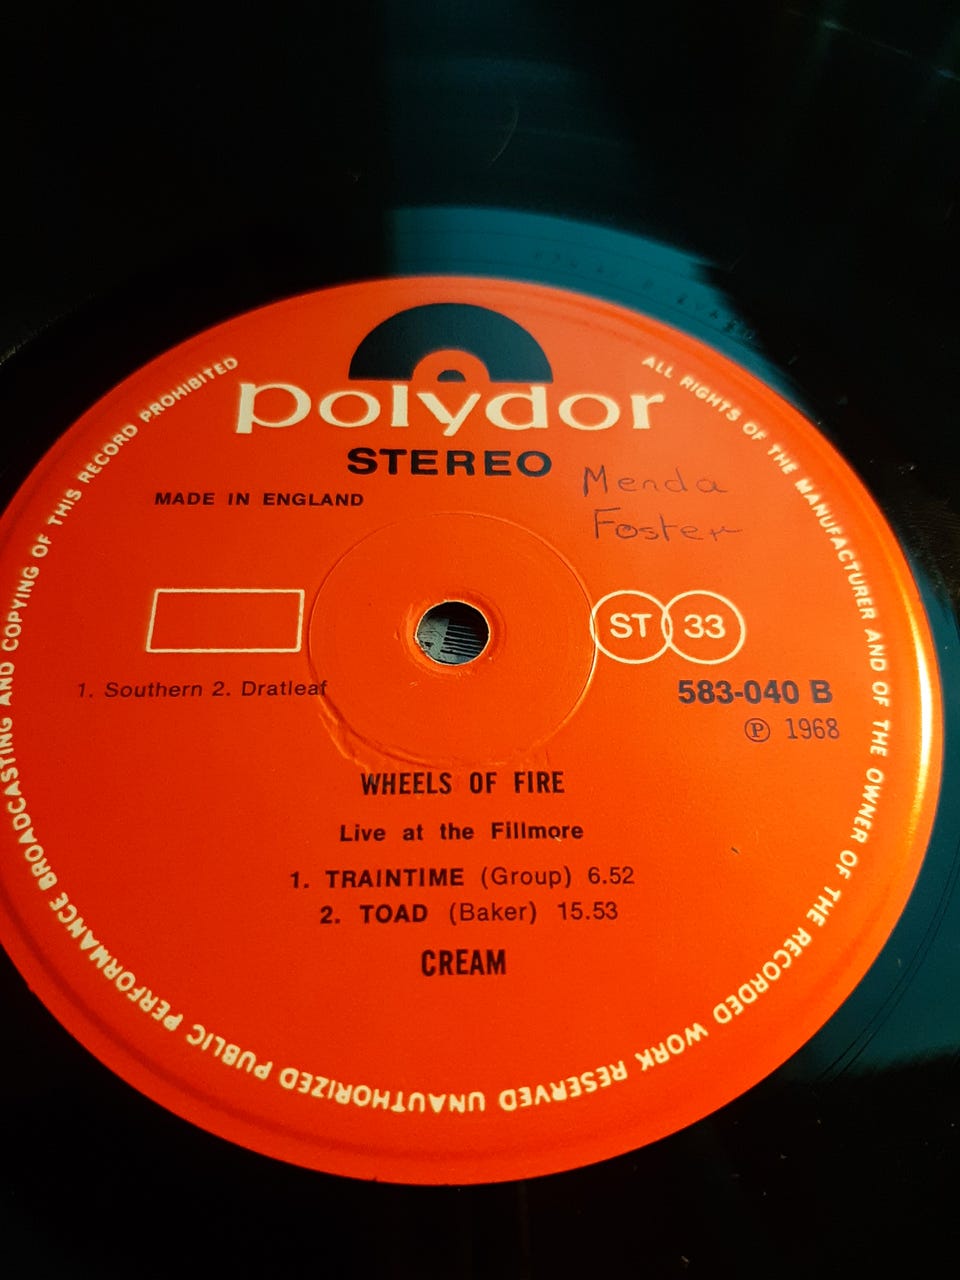 polydor
STEREO
MADE IN ENGLAND
Menda
Foster
ST 33
1. Southern 2. Dratleaf
583-040 B
Ⓟ 1968
WHEELS OF FIRE
Live at the Fillmore
1. TRAINTIME (Group) 6.52
2. TOAD (Baker) 15.53
CREAM
ALL RIGHTS OF THE MANUFACTURER AND OF THE OWNER OF THE RECORDED WORK RESERVED UNAUTHORIZED PUBLIC PERFORMANCE BROADCASTING AND COPYING OF THIS RECORD PROHIBITED